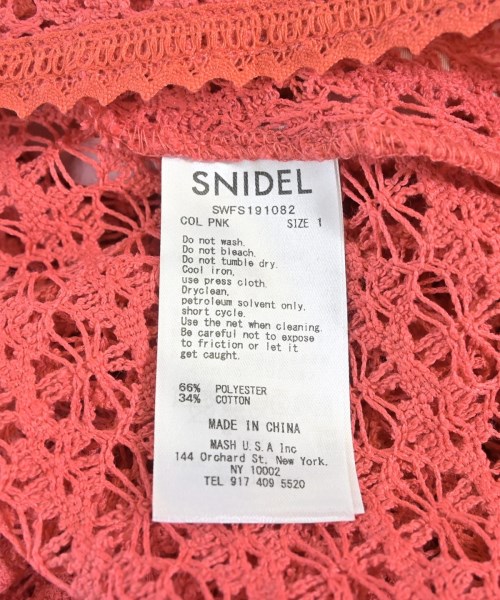 SNIDEL
SWFS191082
COL PNK SIZE 1
Do not wash.
Do not bleach.
Do not tumble dry.
Cool iron,
use press cloth.
Dryclean,
petroleum solvent only,
short cycle.
Use the net when cleaning.
Be careful not to expose
to friction or let it
get caught.
66% POLYESTER
34% COTTON
MADE IN CHINA
MASH U.S.A Inc
144 Orchard St, New York.
NY 10002
TEL 917 409 5520